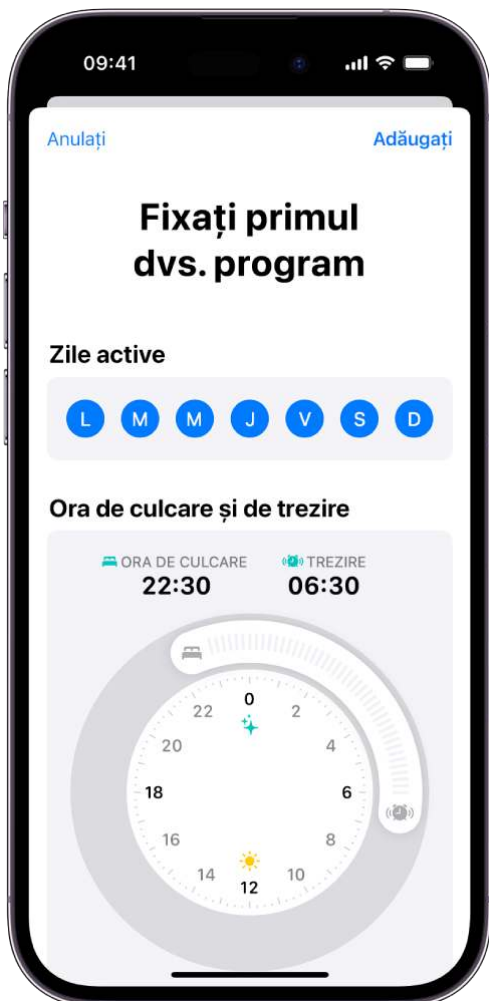 09:41
Anulați
Adăugați
Fixați primul
dvs. program
Zile active
L M M J V S D
Ora de culcare și de trezire
ORA DE CULCARE
TREZIRE
22:30
06:30
0
22
2
20
4
18
6
16
8
14
10
12